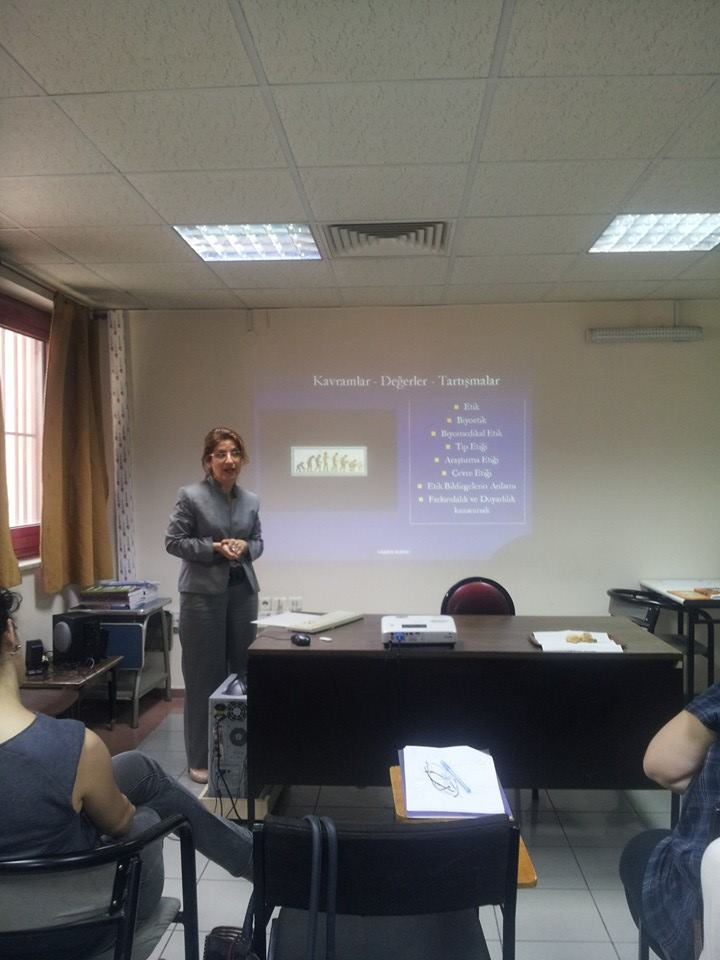 Kavramlar - Değerler - Tartışmalar
Etik
Biyoetik
Biyomedikal Etik
Tıp Etiği
Araştırma Etiği
Çevre Etiği
Etik Bildirgelerin Anlamı
Farkındalık ve Duyarlılık